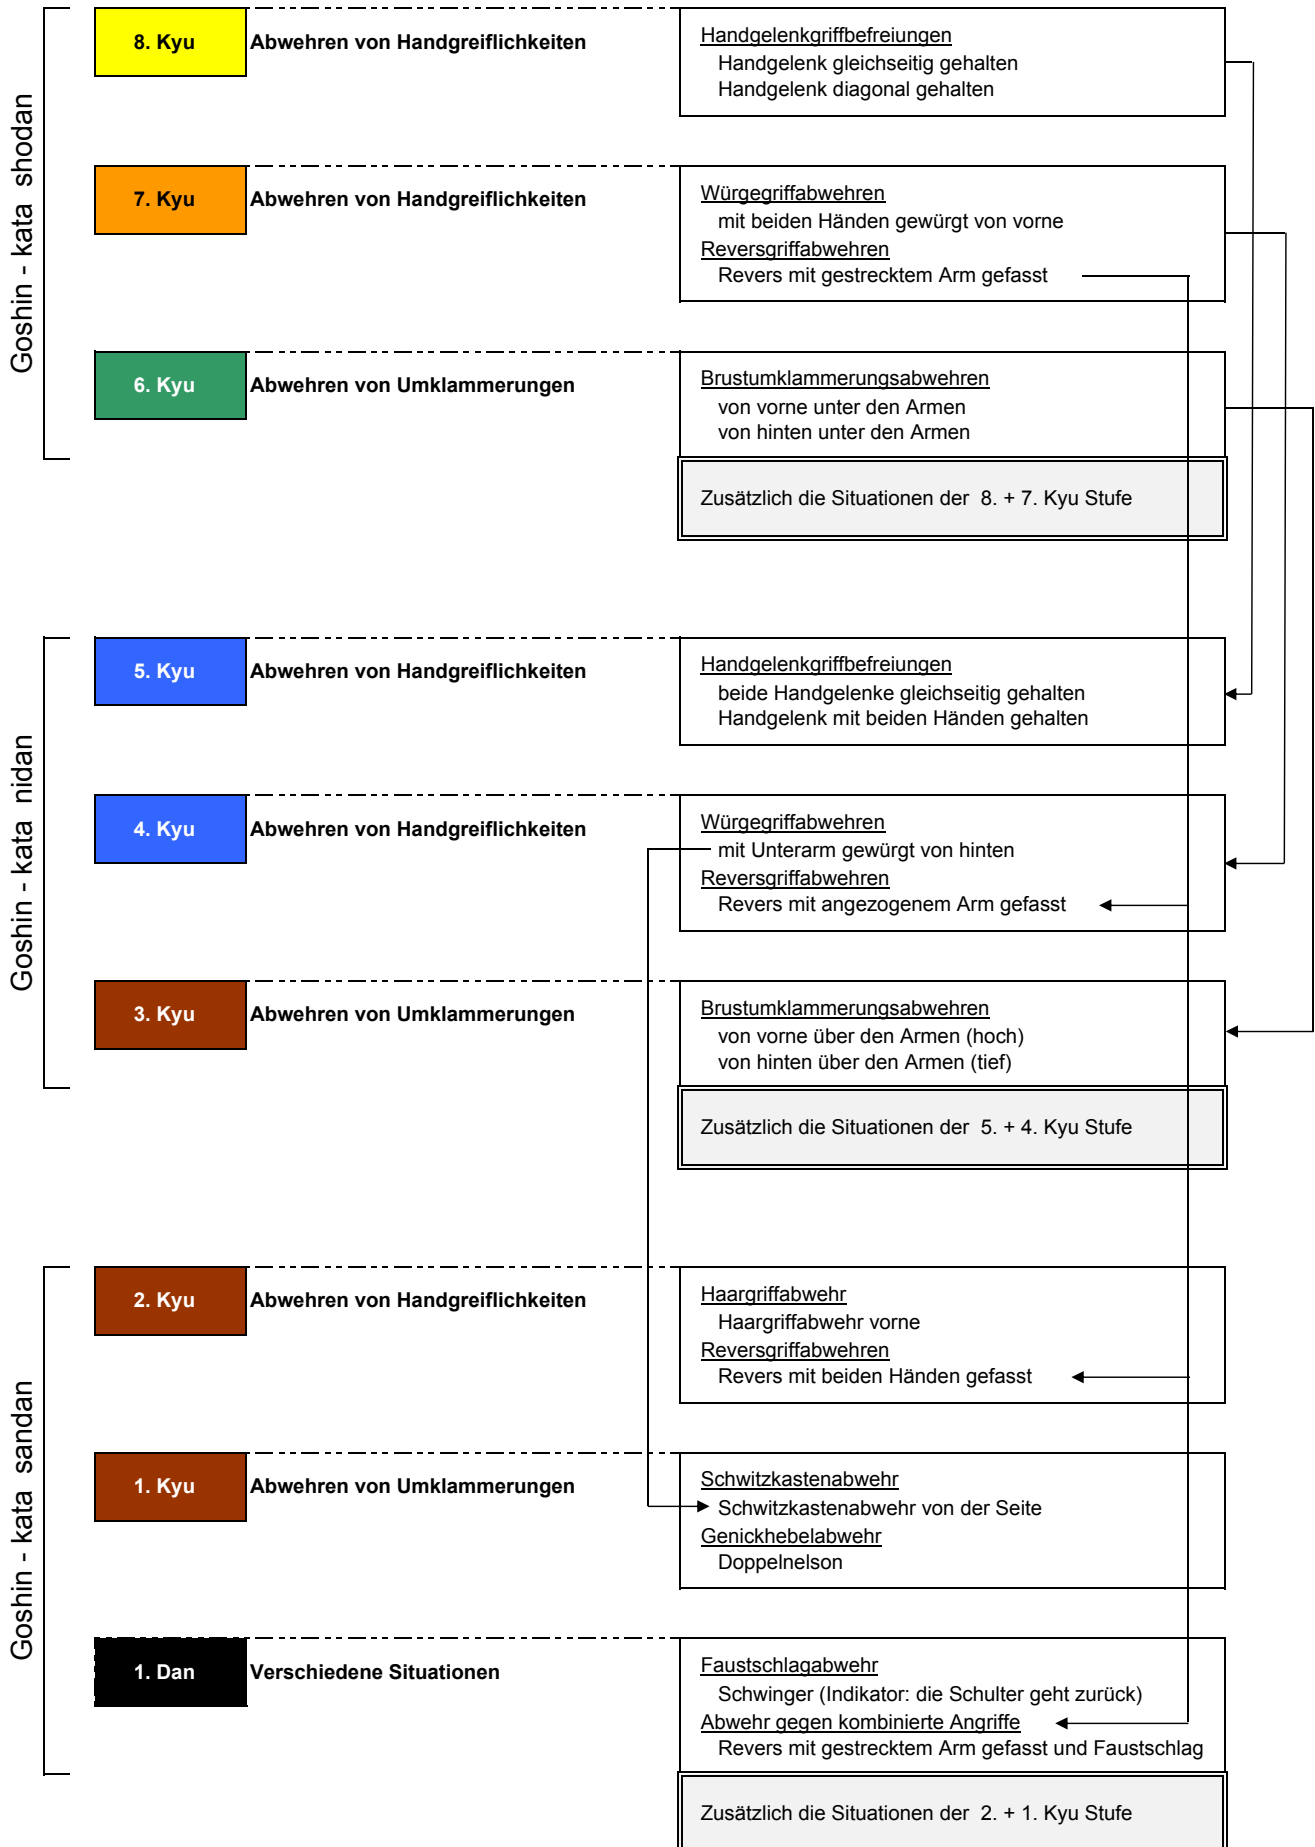 Goshin - kata shodan
8. Kyu
Abwehren von Handgreiflichkeiten
Handgelenkgriffbefreiungen
Handgelenk gleichseitig gehalten
Handgelenk diagonal gehalten
7. Kyu
Abwehren von Handgreiflichkeiten
Würgegriffabwehren
mit beiden Händen gewürgt von vorne
Reversgriffabwehren
Revers mit gestrecktem Arm gefasst
6. Kyu
Abwehren von Umklammerungen
Brustumklammerungsabwehren
von vorne unter den Armen
von hinten unter den Armen
Zusätzlich die Situationen der 8. + 7. Kyu Stufe
Goshin - kata nidan
5. Kyu
Abwehren von Handgreiflichkeiten
Handgelenkgriffbefreiungen
beide Handgelenke gleichseitig gehalten
Handgelenk mit beiden Händen gehalten
4. Kyu
Abwehren von Handgreiflichkeiten
Würgegriffabwehren
mit Unterarm gewürgt von hinten
Reversgriffabwehren
Revers mit angezogenem Arm gefasst
3. Kyu
Abwehren von Umklammerungen
Brustumklammerungsabwehren
von vorne über den Armen (hoch)
von hinten über den Armen (tief)
Zusätzlich die Situationen der 5. + 4. Kyu Stufe
Goshin - kata sandan
2. Kyu
Abwehren von Handgreiflichkeiten
Haargriffabwehr
Haargriffabwehr vorne
Reversgriffabwehren
Revers mit beiden Händen gefasst
1. Kyu
Abwehren von Umklammerungen
Schwitzkastenabwehr
Schwitzkastenabwehr von der Seite
Genickhebelabwehr
Doppelnelson
1. Dan
Verschiedene Situationen
Faustschlagabwehr
Schwinger (Indikator: die Schulter geht zurück)
Abwehr gegen kombinierte Angriffe
Revers mit gestrecktem Arm gefasst und Faustschlag
Zusätzlich die Situationen der 2. + 1. Kyu Stufe